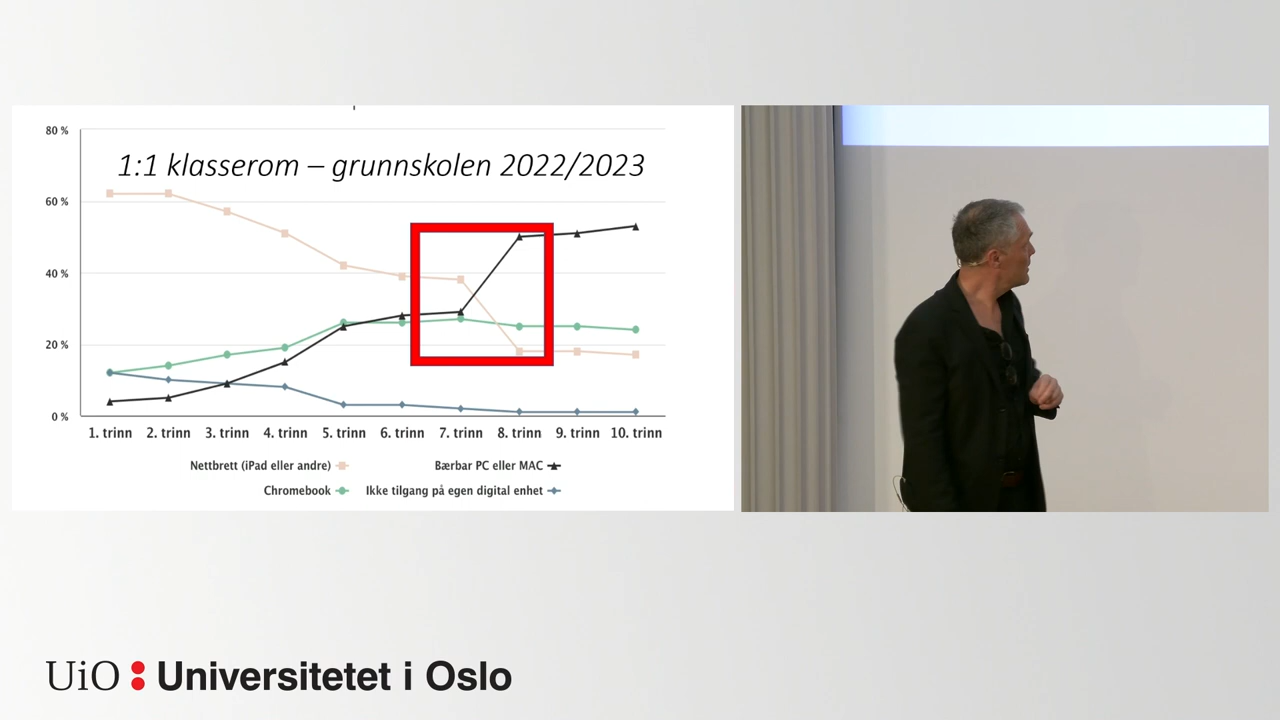 1:1 klasserom – grunnskolen 2022/2023
80 %
60 %
40 %
20 %
0 %
1. trinn 2. trinn 3. trinn 4. trinn 5. trinn 6. trinn 7. trinn 8. trinn 9. trinn 10. trinn
Nettbrett (iPad eller andre) Bærbar PC eller MAC
Chromebook Ikke tilgang på egen digital enhet
UiO Universitetet i Oslo